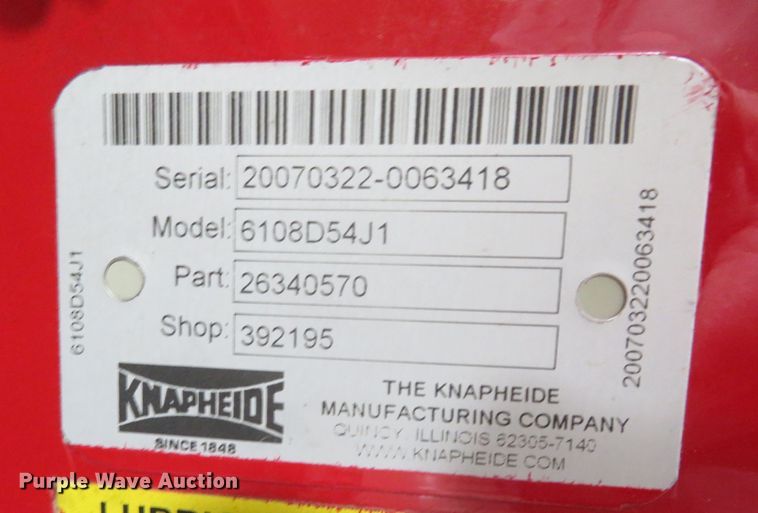 Serial: 20070322-0063418
Model: 6108D54J1
Part: 26340570
Shop: 392195
6108D54J1
200703220063418
KNAPHEIDE
SINCE 1848
THE KNAPHEIDE
MANUFACTURING COMPANY
QUINCY, ILLINOIS 62305-7140
WWW.KNAPHEIDE.COM
Purple Wave Auction